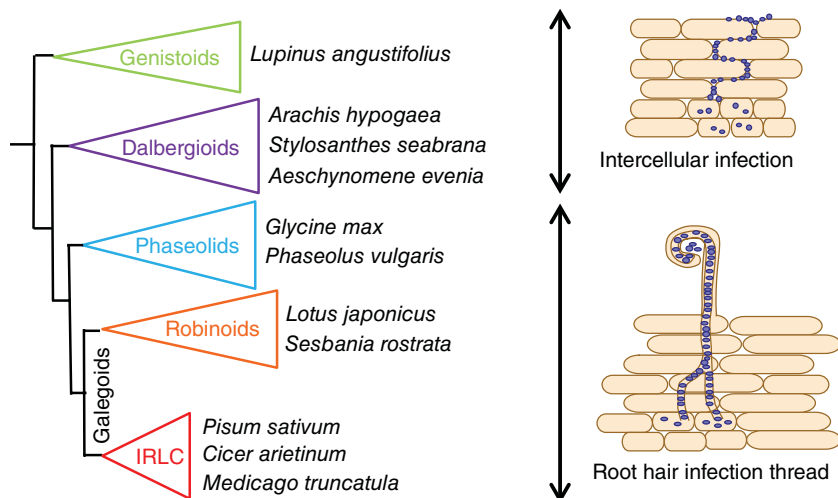 Genistoids
Lupinus angustifolius
Dalbergioids
Arachis hypogaea
Stylosanthes seabrana
Aeschynomene evenia
Intercellular infection
Phaseolids
Glycine max
Phaseolus vulgaris
Galegoids
Robinoids
Lotus japonicus
Sesbania rostrata
IRLC
Pisum sativum
Cicer arietinum
Medicago truncatula
Root hair infection thread